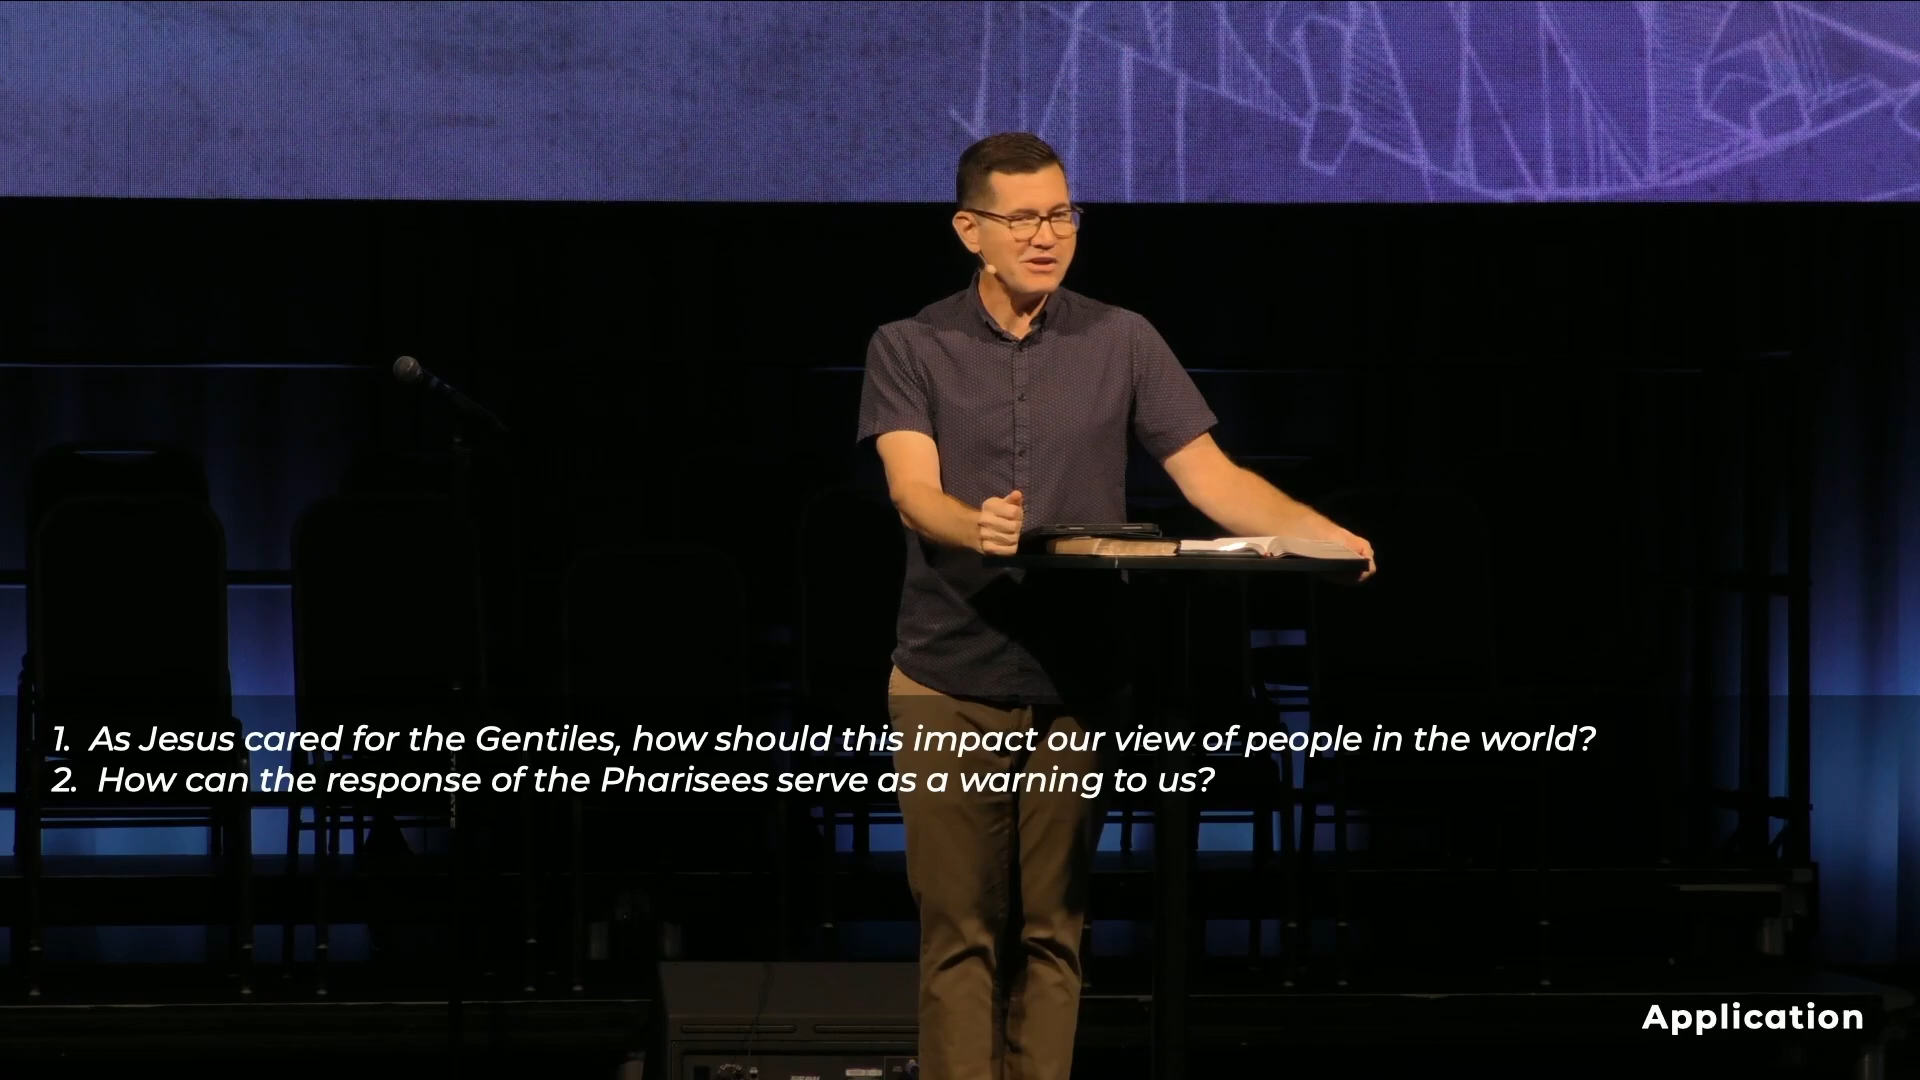 1. As Jesus cared for the Gentiles, how should this impact our view of people in the world?
2. How can the response of the Pharisees serve as a warning to us?
Application